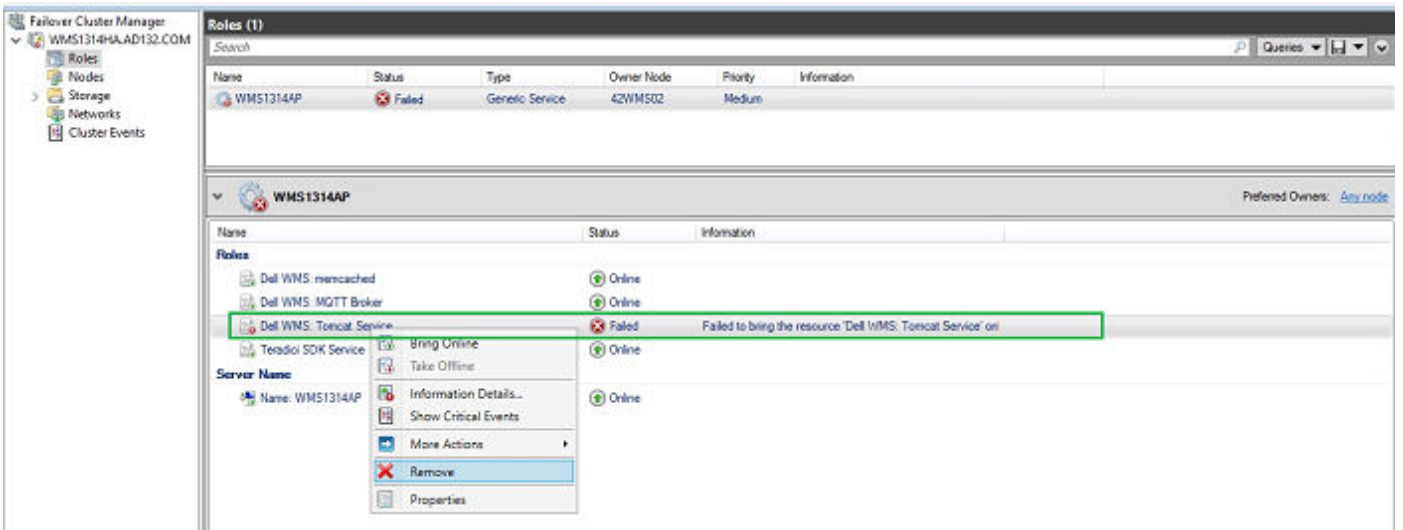 Failover Cluster Manager
WMS1314HA.AD132.COM
Roles
Nodes
Storage
Networks
Cluster Events
Roles (1)
Search
Queries
Name Status Type Owner Node Priority Information
WMS1314AP Failed Generic Service 42WMS02 Medium
WMS1314AP
Preferred Owners: Any node
Name Status Information
Roles
Dell WMS: memcached Online
Dell WMS: MQTT Broker Online
Dell WMS: Tomcat Service Failed Failed to bring the resource 'Dell WMS: Tomcat Service' onl
Teradici SDK Service Online
Server Name
Name: WMS1314AP Online
Bring Online
Take Offline
Information Details...
Show Critical Events
More Actions
Remove
Properties